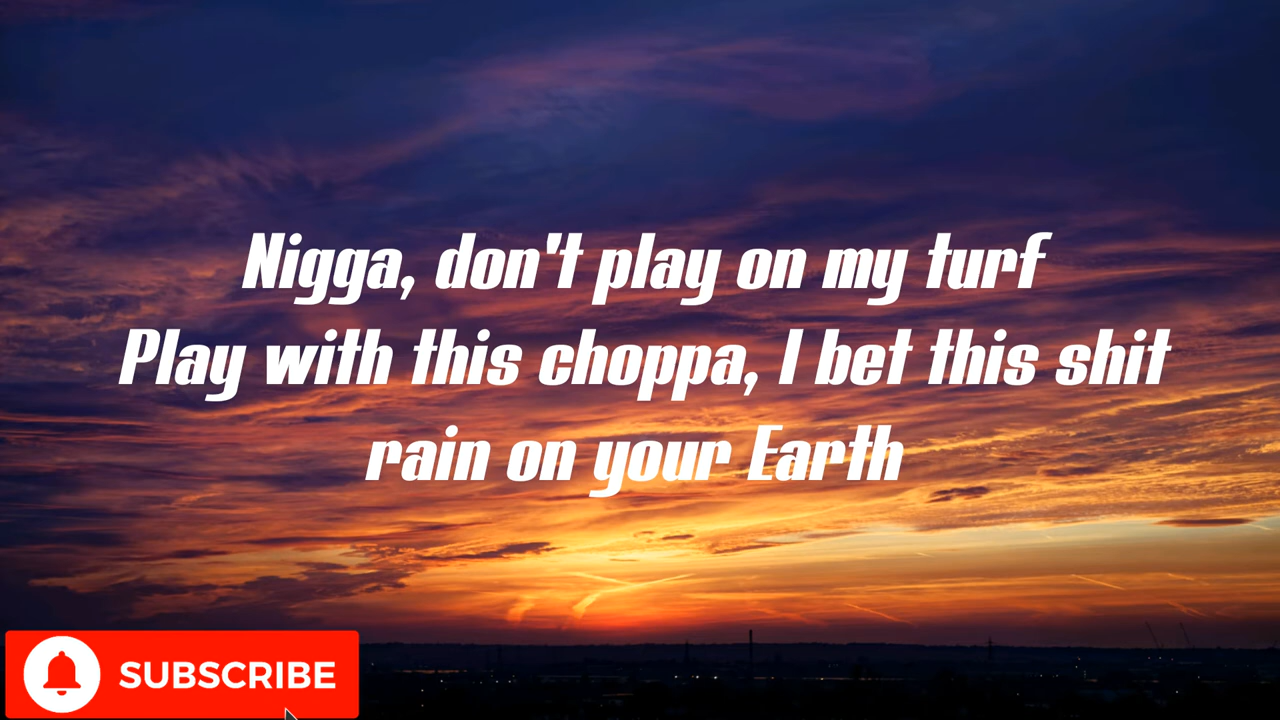 Nigga, don't play on my turf
Play with this choppa, I bet this shit
rain on your Earth
SUBSCRIBE